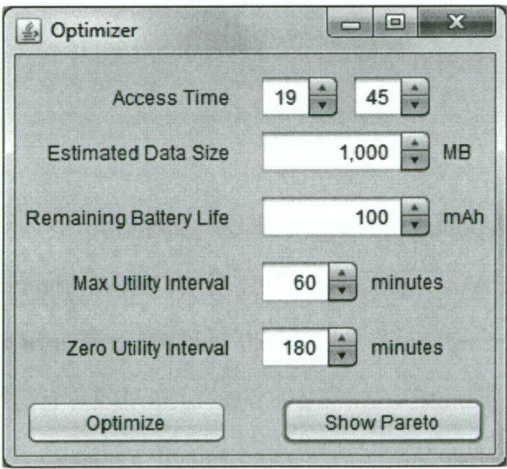 Optimizer
Access Time 19 45
Estimated Data Size 1,000 MB
Remaining Battery Life 100 mAh
Max Utility Interval 60 minutes
Zero Utility Interval 180 minutes
Optimize Show Pareto